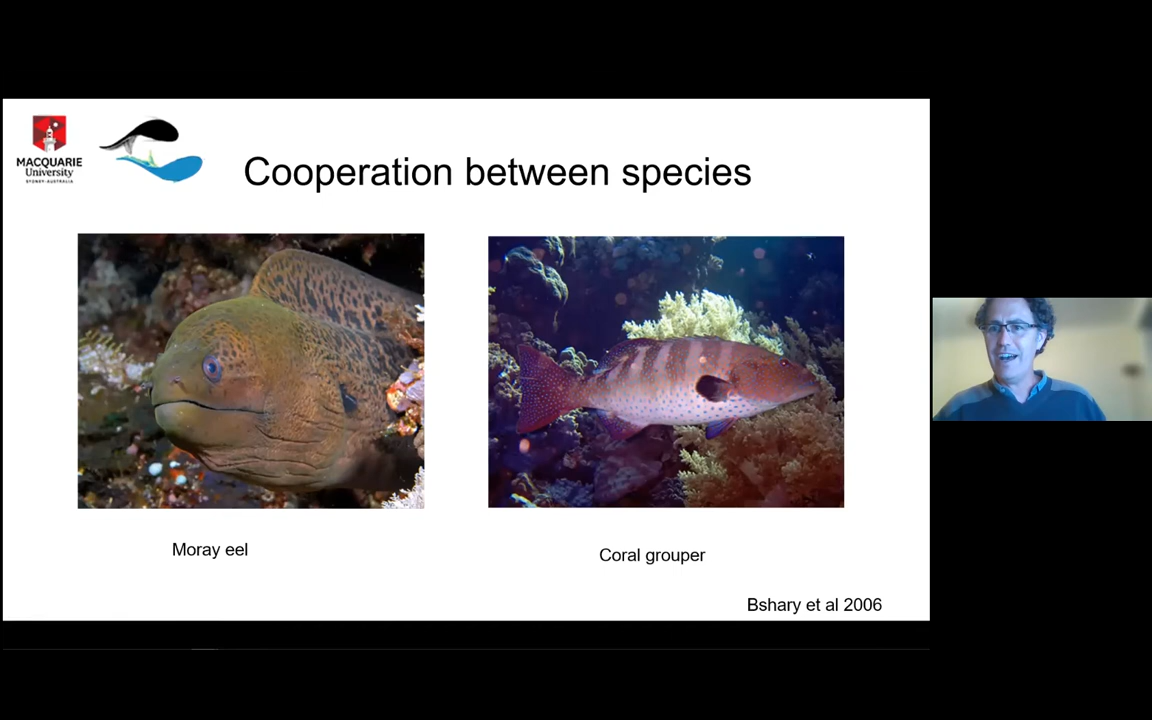 MACQUARIE
University
SYDNEY·AUSTRALIA
Cooperation between species
Moray eel
Coral grouper
Bshary et al 2006